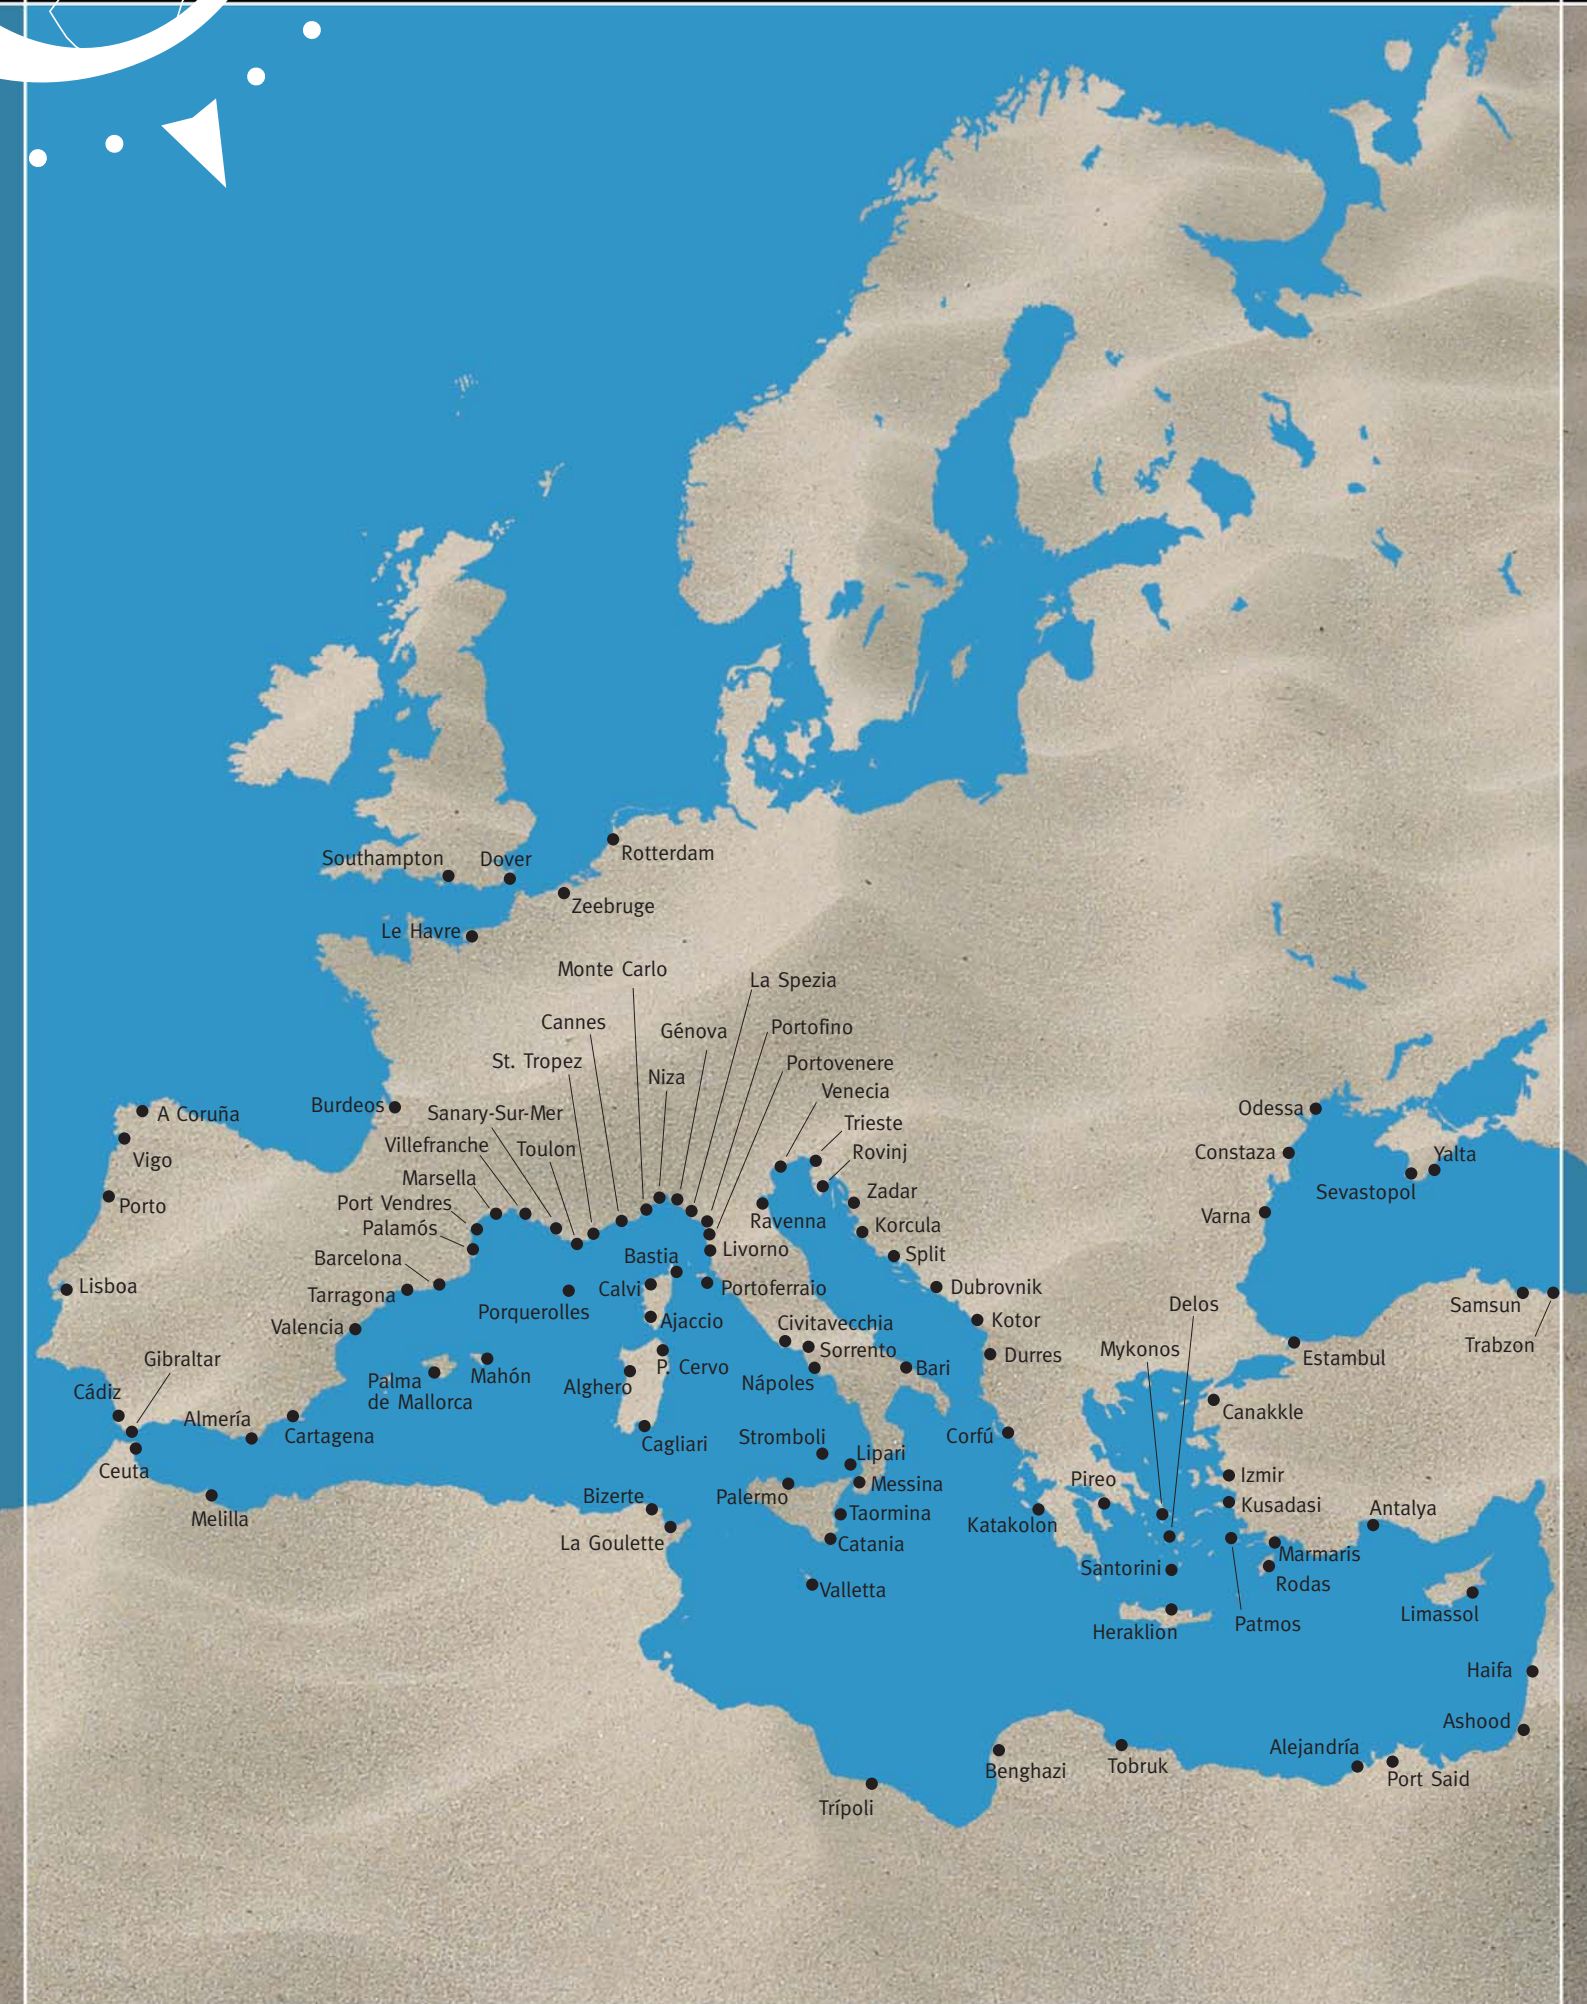 Southampton
Dover
Rotterdam
Zeebruge
Le Havre
Monte Carlo
La Spezia
Cannes
Génova
Portofino
St. Tropez
Portovenere
Niza
Venecia
A Coruña
Burdeos
Sanary-Sur-Mer
Trieste
Odessa
Villefranche
Toulon
Rovinj
Constaza
Yalta
Vigo
Marsella
Zadar
Sevastopol
Porto
Port Vendres
Ravenna
Varna
Palamós
Korcula
Barcelona
Bastia
Livorno
Split
Lisboa
Tarragona
Calvi
Portoferraio
Dubrovnik
Delos
Samsun
Porquerolles
Valencia
Ajaccio
Civitavecchia
Kotor
Trabzon
Gibraltar
Sorrento
Durres
Mykonos
Estambul
Mahón
P. Cervo
Bari
Cádiz
Palma
de Mallorca
Alghero
Nápoles
Canakkle
Almería
Cartagena
Cagliari
Stromboli
Corfú
Lipari
Ceuta
Pireo
Izmir
Messina
Bizerte
Palermo
Kusadasi
Antalya
Melilla
Taormina
Katakolon
La Goulette
Catania
Marmaris
Santorini
Rodas
Valletta
Limassol
Heraklion
Patmos
Haifa
Ashood
Alejandría
Benghazi
Tobruk
Port Said
Trípoli